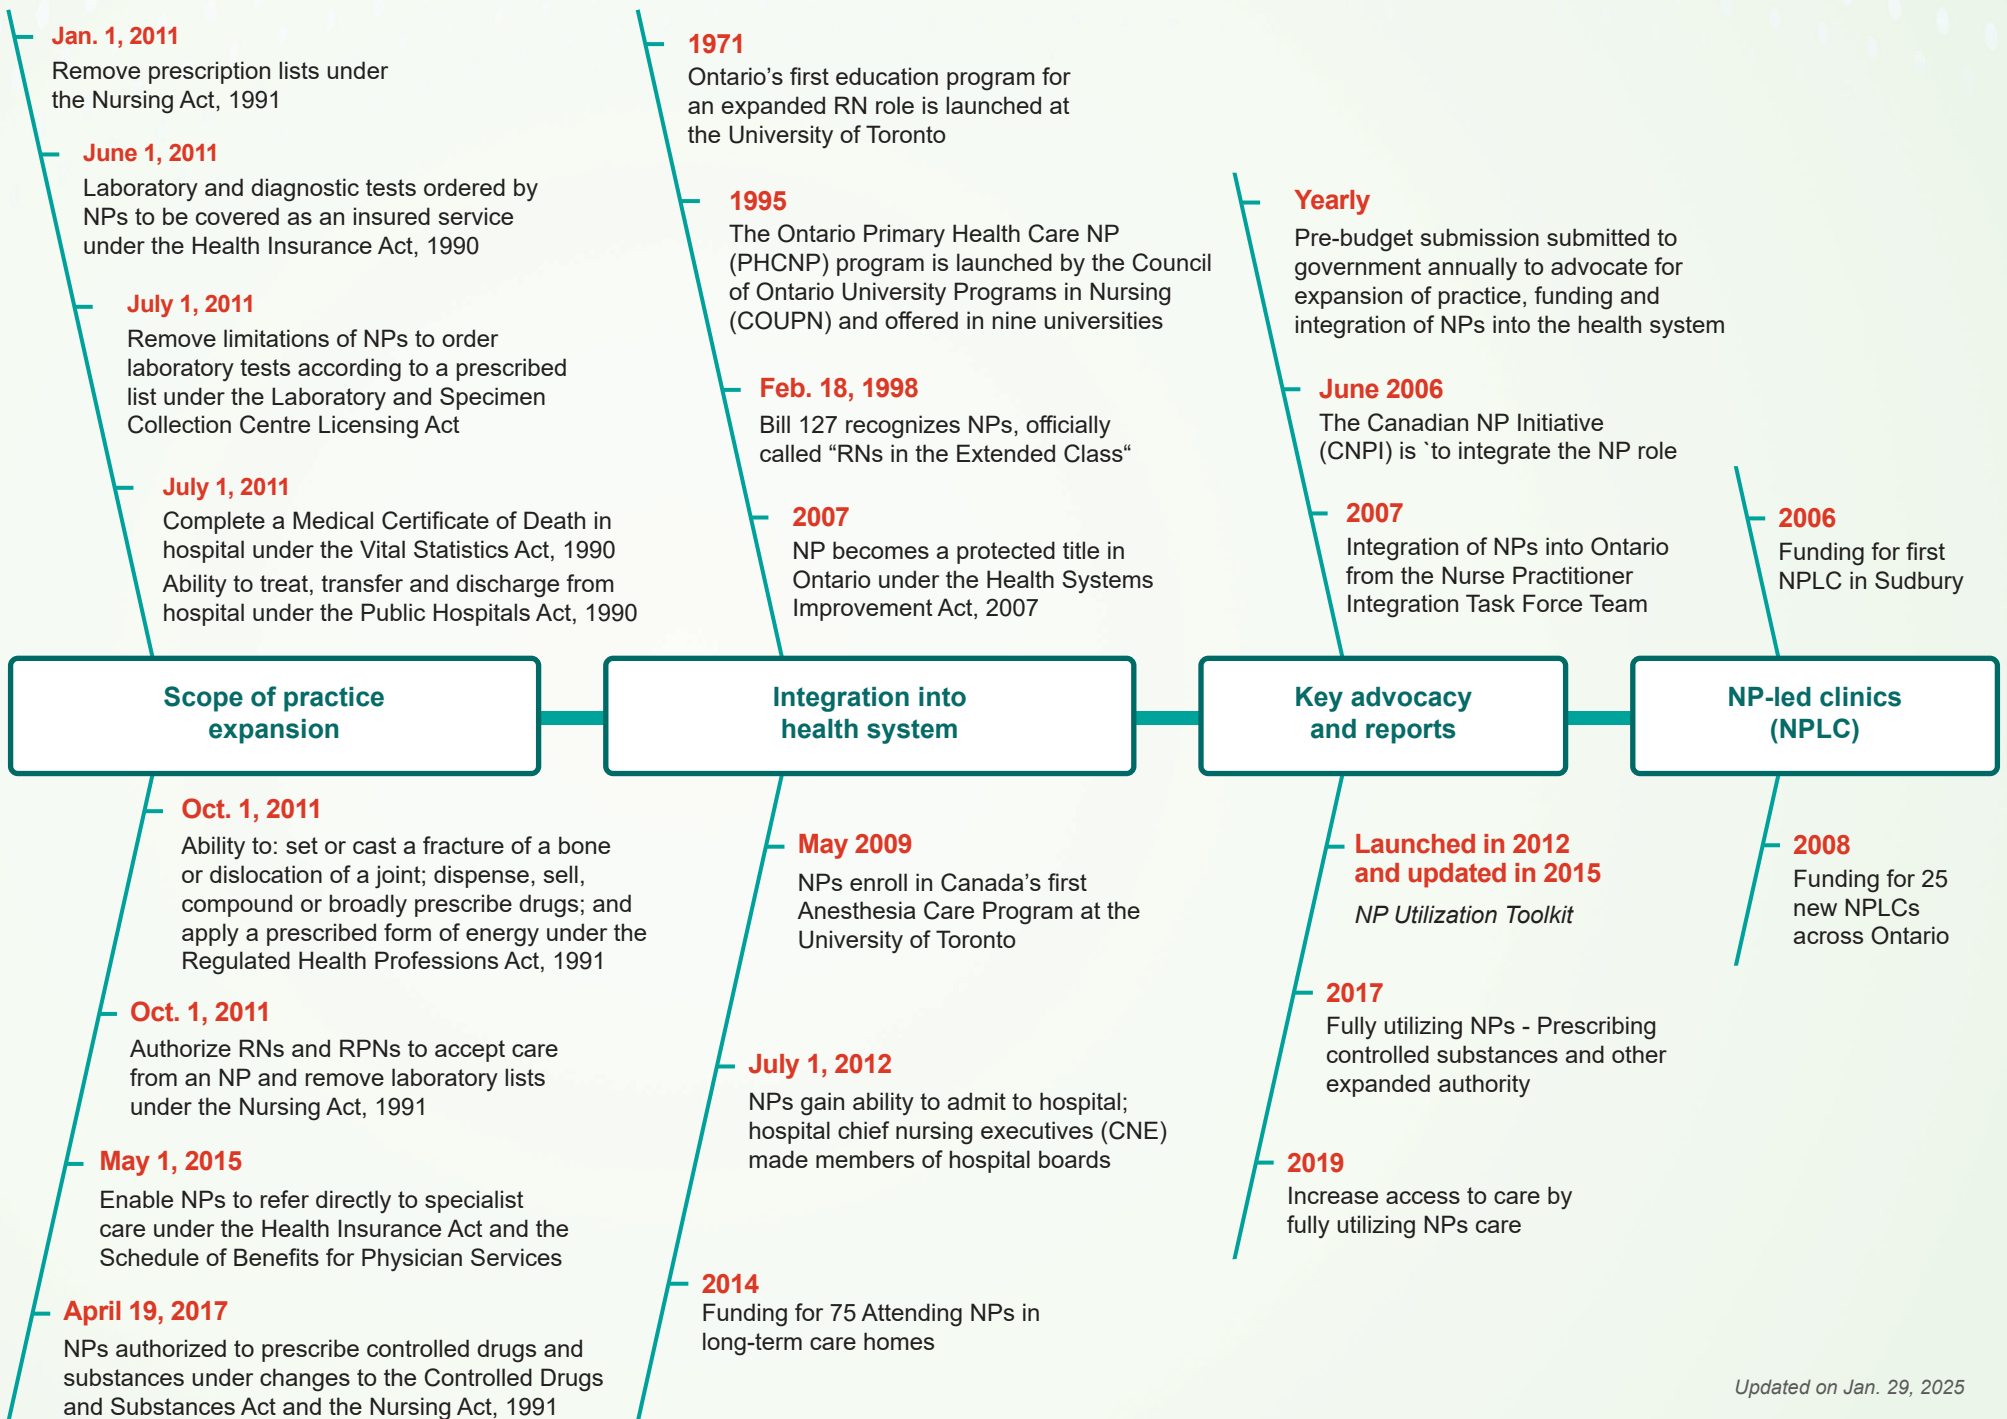 Jan. 1, 2011
Remove prescription lists under
the Nursing Act, 1991
June 1, 2011
Laboratory and diagnostic tests ordered by
NPs to be covered as an insured service
under the Health Insurance Act, 1990
July 1, 2011
Remove limitations of NPs to order
laboratory tests according to a prescribed
list under the Laboratory and Specimen
Collection Centre Licensing Act
July 1, 2011
Complete a Medical Certificate of Death in
hospital under the Vital Statistics Act, 1990
Ability to treat, transfer and discharge from
hospital under the Public Hospitals Act, 1990
Scope of practice
expansion
Oct. 1, 2011
Ability to: set or cast a fracture of a bone
or dislocation of a joint; dispense, sell,
compound or broadly prescribe drugs; and
apply a prescribed form of energy under the
Regulated Health Professions Act, 1991
Oct. 1, 2011
Authorize RNs and RPNs to accept care
from an NP and remove laboratory lists
under the Nursing Act, 1991
May 1, 2015
Enable NPs to refer directly to specialist
care under the Health Insurance Act and the
Schedule of Benefits for Physician Services
April 19, 2017
NPs authorized to prescribe controlled drugs and
substances under changes to the Controlled Drugs
and Substances Act and the Nursing Act, 1991
1971
Ontario’s first education program for
an expanded RN role is launched at
the University of Toronto
1995
The Ontario Primary Health Care NP
(PHCNP) program is launched by the Council
of Ontario University Programs in Nursing
(COUPN) and offered in nine universities
Feb. 18, 1998
Bill 127 recognizes NPs, officially
called “RNs in the Extended Class“
2007
NP becomes a protected title in
Ontario under the Health Systems
Improvement Act, 2007
Integration into
health system
May 2009
NPs enroll in Canada’s first
Anesthesia Care Program at the
University of Toronto
July 1, 2012
NPs gain ability to admit to hospital;
hospital chief nursing executives (CNE)
made members of hospital boards
2014
Funding for 75 Attending NPs in
long-term care homes
Yearly
Pre-budget submission submitted to
government annually to advocate for
expansion of practice, funding and
integration of NPs into the health system
June 2006
The Canadian NP Initiative
(CNPI) is `to integrate the NP role
2007
Integration of NPs into Ontario
from the Nurse Practitioner
Integration Task Force Team
Key advocacy
and reports
Launched in 2012
and updated in 2015
NP Utilization Toolkit
2017
Fully utilizing NPs - Prescribing
controlled substances and other
expanded authority
2019
Increase access to care by
fully utilizing NPs care
2006
Funding for first
NPLC in Sudbury
NP-led clinics
(NPLC)
2008
Funding for 25
new NPLCs
across Ontario
Updated on Jan. 29, 2025